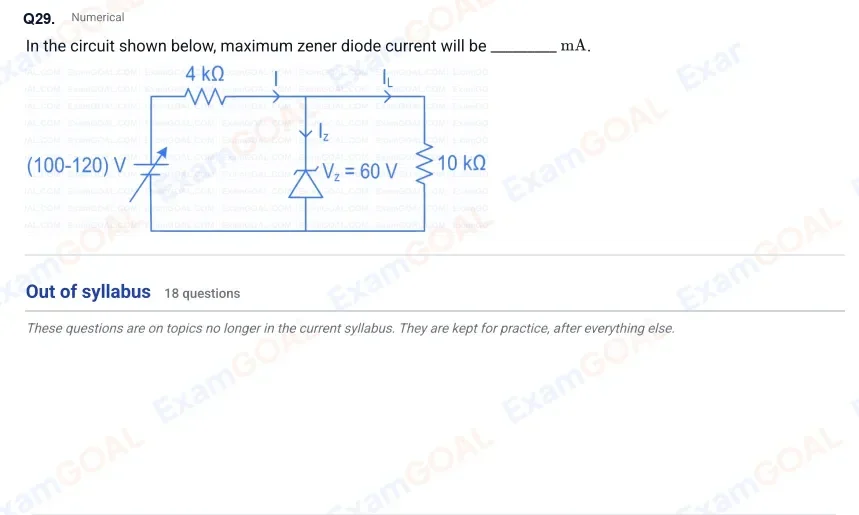 Q29. Numerical
In the circuit shown below, maximum zener diode current will be ________ mA.
4 kΩ
I
I_L
I_z
(100-120) V
V_z = 60 V
10 kΩ
Out of syllabus 18 questions
These questions are on topics no longer in the current syllabus. They are kept for practice, after everything else.
ExamGOAL